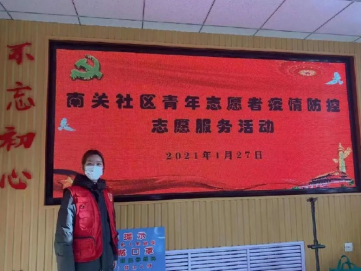 不忘初心
南关社区青年志愿者疫情防控
志愿服务活动
2021年1月27日